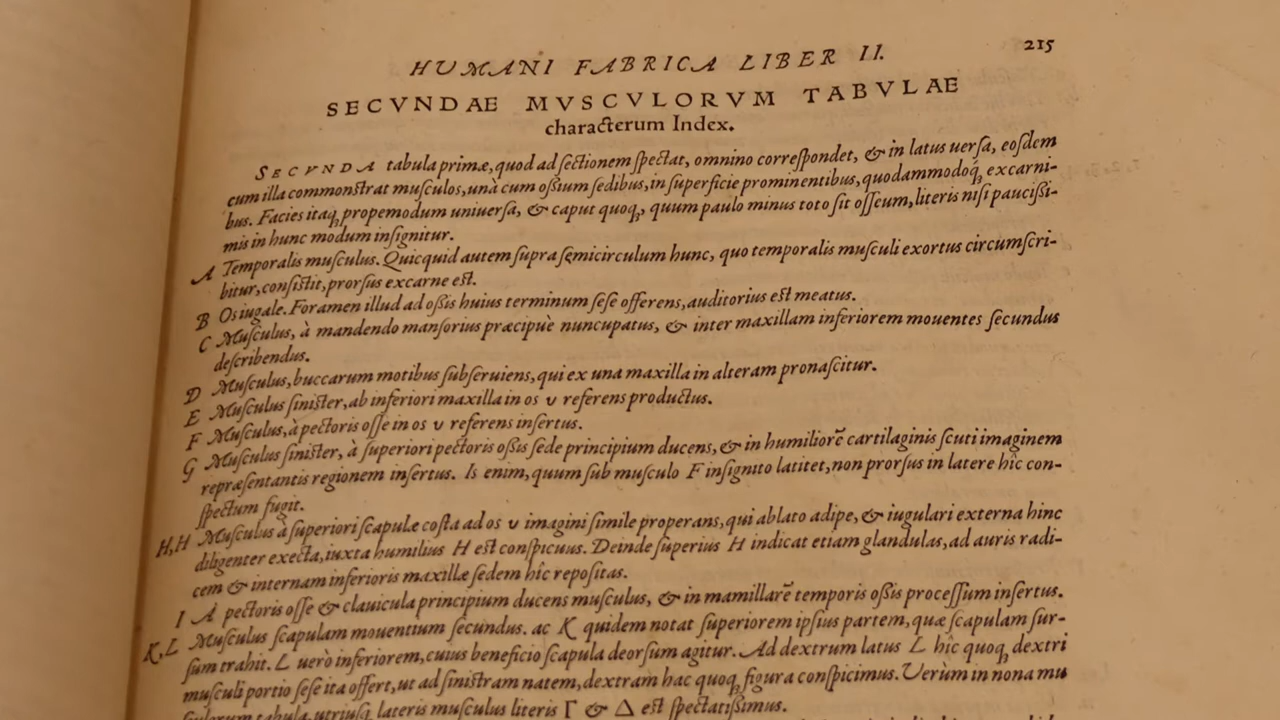 215
HUMANI FABRICA LIBER II.
SECVNDAE MVSCVLORVM TABVLAE
characterum Index.
SECVNDA tabula primæ, quod ad sectionem spectat, omnino correspondet, & in latus uersa, eosdem
cum illa commonstrat musculos, unà cum ossium sedibus, in superficie prominentibus, quodammodoq́; excarni-
bus. Facies itaq; propemodum uniuersa, & caput quoq;, quum paulo minus toto sit osseum, literis nisi paucissi-
mis in hunc modum insignitur.
A Temporalis musculus. Quicquid autem supra semicirculum hunc, quo temporalis musculi exortus circumscri-
bitur, consistit, prorsus excarne est.
B Os iugale. Foramen illud ad ossis huius terminum sese offerens, auditorius est meatus.
C Musculus, à mandendo mansorius præcipuè nuncupatus, & inter maxillam inferiorem mouentes secundus
describendus.
D Musculus, buccarum motibus subseruiens, qui ex una maxilla in alteram pronascitur.
E Musculus sinister, ab inferiori maxilla in os υ referens productus.
F Musculus, à pectoris osse in os υ referens insertus.
G Musculus sinister, à superiori pectoris ossis sede principium ducens, & in humiliorē cartilaginis scuti imaginem
repræsentantis regionem insertus. Is enim, quum sub musculo F insignito latitet, non prorsus in latere hîc con-
spectum fugit.
H,H Musculus à superiori scapulæ costa ad os υ imagini simile properans, qui ablato adipe, & iugulari externa hinc
diligenter execta, iuxta humilius H est conspicuus. Deinde superius H indicat etiam glandulas, ad auris radi-
cem & internam inferioris maxillæ sedem hîc repositas.
I À pectoris osse & clauicula principium ducens musculus, & in mamillarē temporis ossis processum insertus.
K,L Musculus scapulam mouentium secundus. ac K quidem notat superiorem ipsius partem, quæ scapulam sur-
sum trahit. L uerò inferiorem, cuius beneficio scapula deorsum agitur. Ad dextrum latus L hîc quoq; dextri
musculi portio sese ita offert, ut ad sinistram natem, dextram hac quoq; figura conspicimus. Verùm in nona mu
sculorum tabula, utriusq; lateris musculus literis Γ & Δ est spectatissimus.